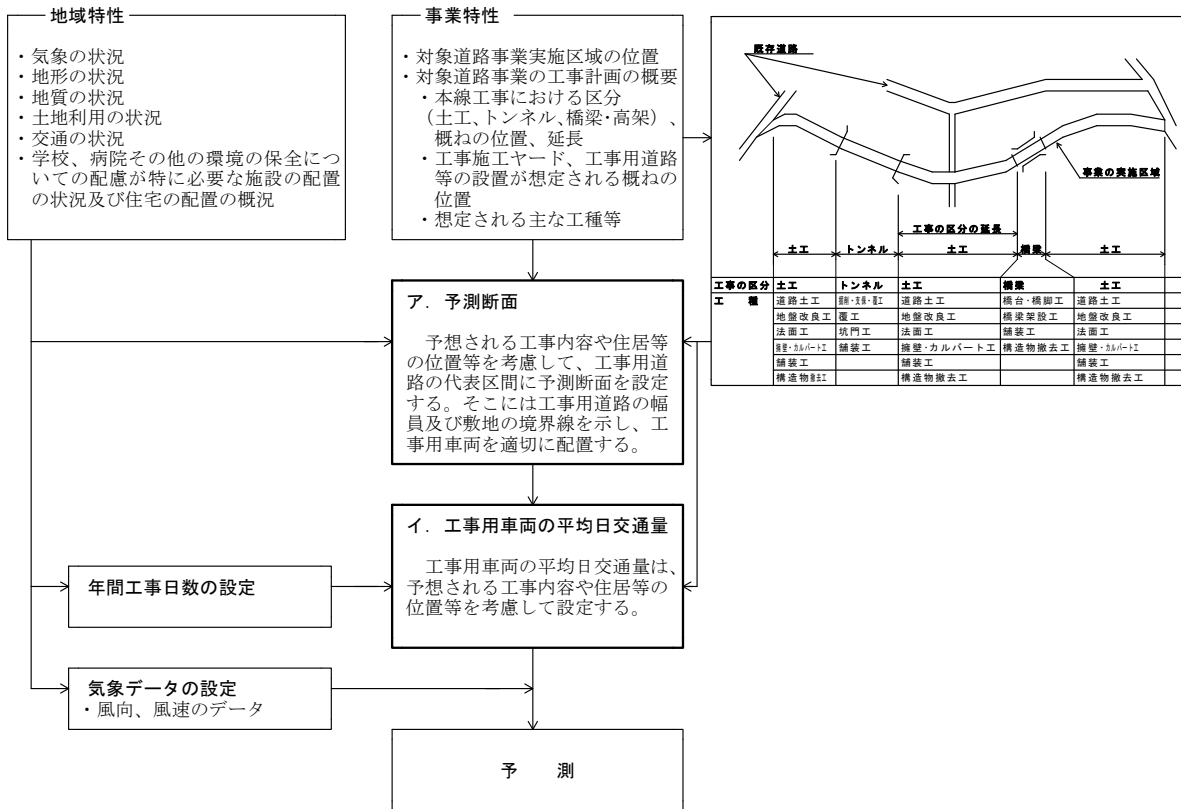 地域特性
・気象の状況
・地形の状況
・地質の状況
・土地利用の状況
・交通の状況
・学校、病院その他の環境の保全につ
いての配慮が特に必要な施設の配置
の状況及び住宅の配置の概況
事業特性
・対象道路事業実施区域の位置
・対象道路事業の工事計画の概要
・本線工事における区分
（土工、トンネル、橋梁・高架）、
概ねの位置、延長
・工事施工ヤード、工事用道路
等の設置が想定される概ねの
位置
・想定される主な工種等
既存道路
事業の実施区域
工事の区分の延長
土工 トンネル 土工 橋梁 土工
工事の区分 土工 トンネル 土工 橋梁 土工
工 種 道路土工 掘削・支保・覆工 道路土工 橋台・橋脚工 道路土工
地盤改良工 覆工 地盤改良工 橋梁架設工 地盤改良工
法面工 坑門工 法面工 舗装工 法面工
擁壁・カルバート工 舗装工 擁壁・カルバート工 構造物撤去工 擁壁・カルバート工
舗装工 舗装工 舗装工
構造物撤去工 構造物撤去工 構造物撤去工
ア．予測断面
予想される工事内容や住居等
の位置等を考慮して、工事用道
路の代表区間に予測断面を設定
する。そこには工事用道路の幅
員及び敷地の境界線を示し、工
事用車両を適切に配置する。
イ．工事用車両の平均日交通量
工事用車両の平均日交通量は、
予想される工事内容や住居等の
位置等を考慮して設定する。
年間工事日数の設定
気象データの設定
・風向、風速のデータ
予 測